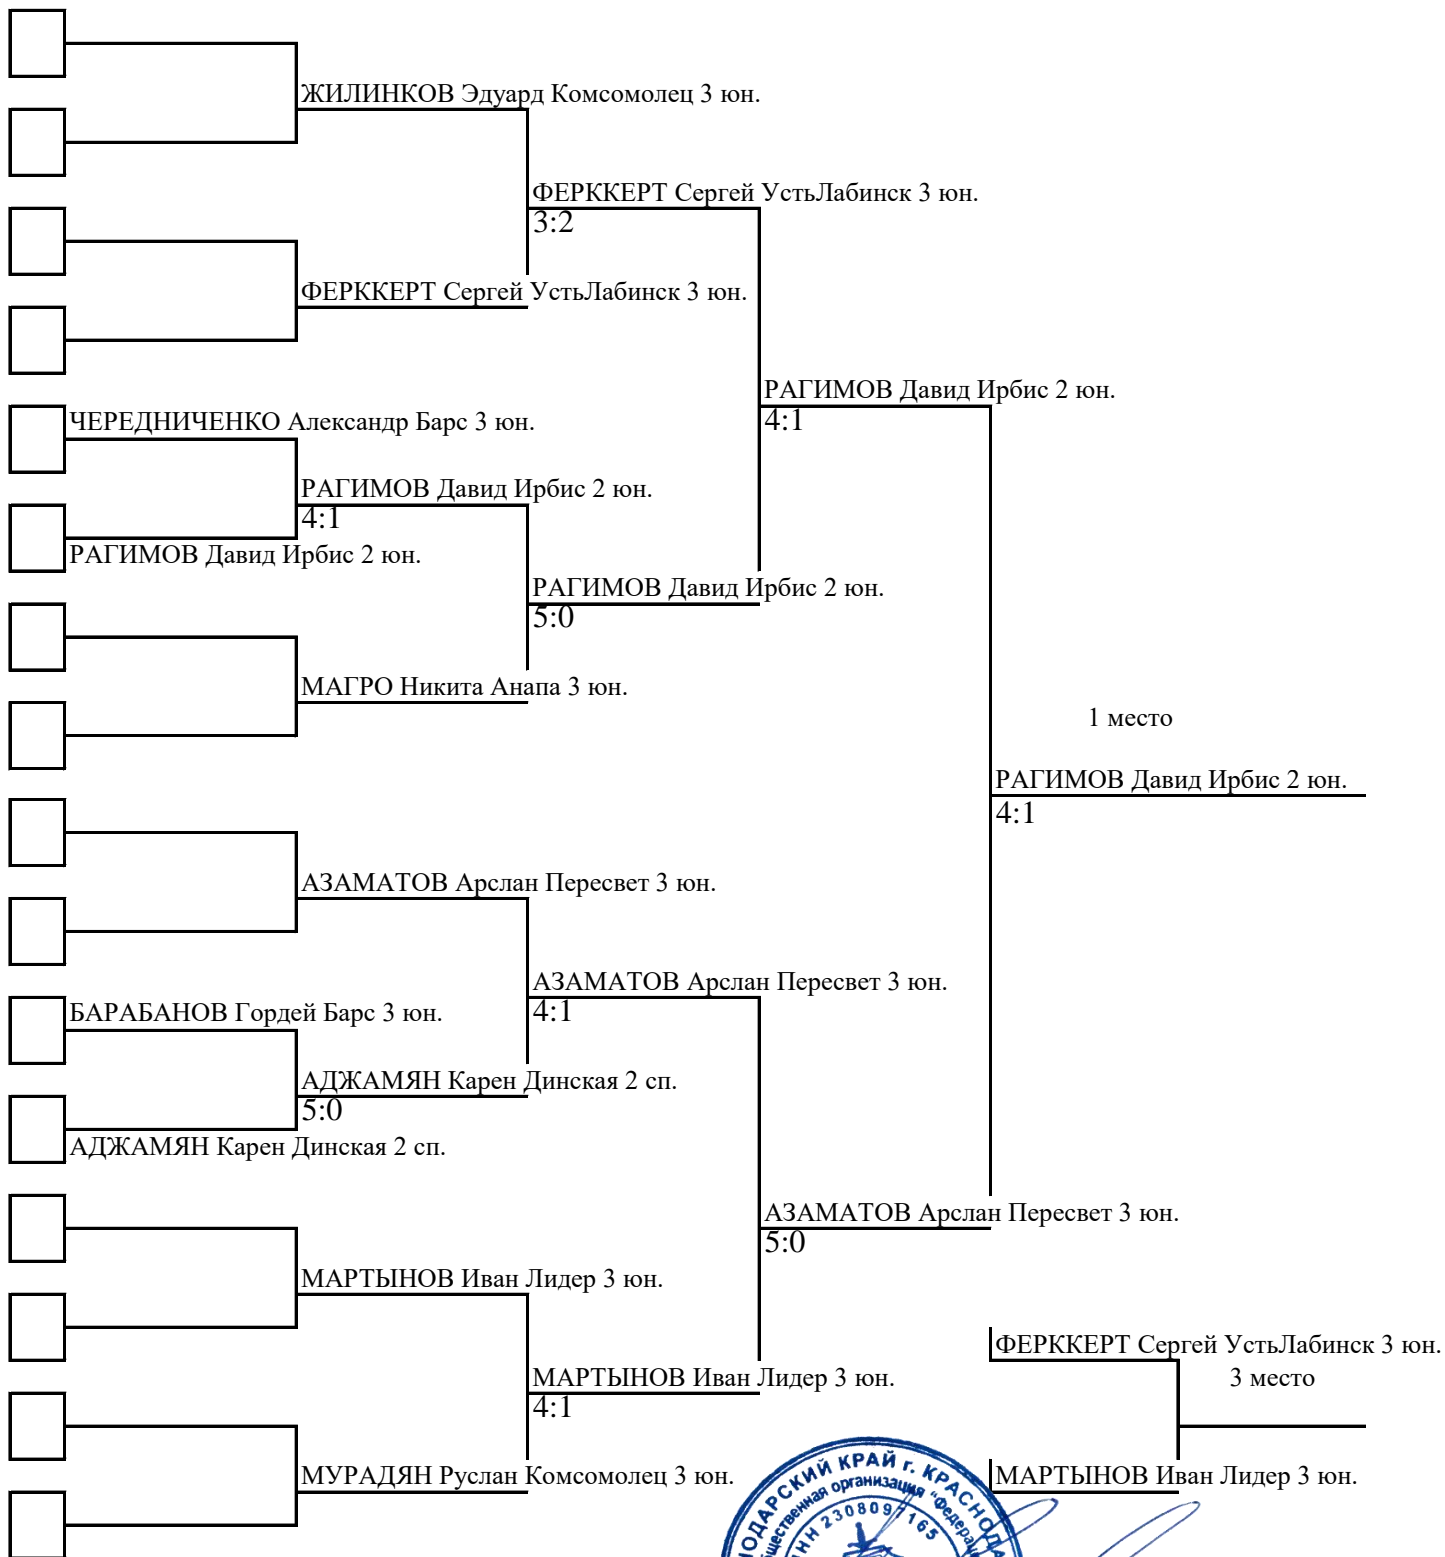 ЖИЛИНКОВ Эдуард Комсомолец 3 юн.
ФЕРККЕРТ Сергей УстьЛабинск 3 юн.
3:2
ФЕРККЕРТ Сергей УстьЛабинск 3 юн.
РАГИМОВ Давид Ирбис 2 юн.
4:1
ЧЕРЕДНИЧЕНКО Александр Барс 3 юн.
РАГИМОВ Давид Ирбис 2 юн.
4:1
РАГИМОВ Давид Ирбис 2 юн.
РАГИМОВ Давид Ирбис 2 юн.
5:0
МАГРО Никита Анапа 3 юн.
1 место
РАГИМОВ Давид Ирбис 2 юн.
4:1
АЗАМАТОВ Арслан Пересвет 3 юн.
АЗАМАТОВ Арслан Пересвет 3 юн.
4:1
БАРАБАНОВ Гордей Барс 3 юн.
АДЖАМЯН Карен Динская 2 сп.
5:0
АДЖАМЯН Карен Динская 2 сп.
АЗАМАТОВ Арслан Пересвет 3 юн.
5:0
МАРТЫНОВ Иван Лидер 3 юн.
ФЕРККЕРТ Сергей УстьЛабинск 3 юн.
3 место
МАРТЫНОВ Иван Лидер 3 юн.
4:1
МУРАДЯН Руслан Комсомолец 3 юн.
МАРТЫНОВ Иван Лидер 3 юн.
КРАЙ г.
организация